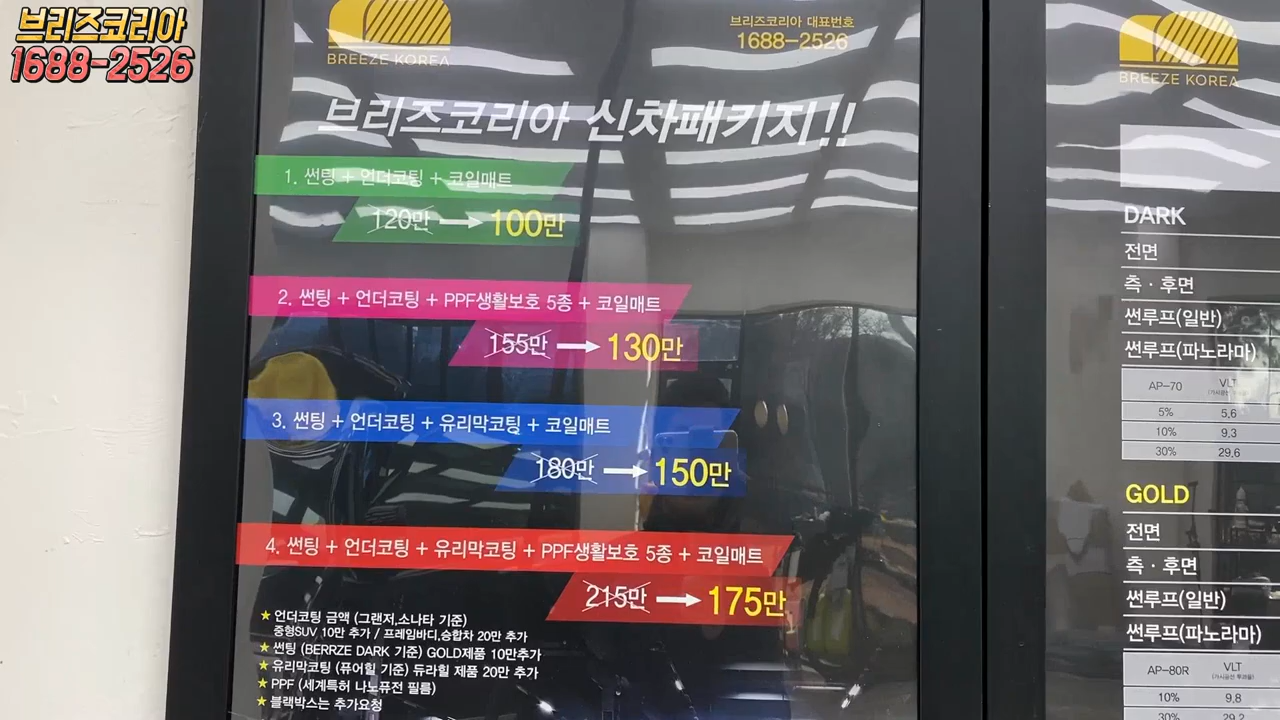 브리즈코리아
1688-2526
BREEZE KOREA
브리즈코리아 대표번호
1688-2526
브리즈코리아 신차패키지!!
1. 썬팅 + 언더코팅 + 코일매트
120만 → 100만
2. 썬팅 + 언더코팅 + PPF생활보호 5종 + 코일매트
155만 → 130만
3. 썬팅 + 언더코팅 + 유리막코팅 + 코일매트
180만 → 150만
4. 썬팅 + 언더코팅 + 유리막코팅 + PPF생활보호 5종 + 코일매트
215만 → 175만
★ 언더코팅 금액 (그랜저,소나타 기준)
중형SUV 10만 추가 / 프레임바디,승합차 20만 추가
★ 썬팅 (BERRZE DARK 기준) GOLD제품 10만추가
★ 유리막코팅 (퓨어힐 기준) 듀라힐 제품 20만 추가
★ PPF (세계특허 나노퓨전 필름)
★ 블랙박스는 추가요청
BREEZE KOREA
DARK
전면
측 · 후면
썬루프(일반)
썬루프(파노라마)
AP-70 VLT
5% 5.6
10% 9.3
30% 29.6
GOLD
전면
측 · 후면
썬루프(일반)
썬루프(파노라마)
AP-80R VLT
(가시광선 투과율)
10% 9.8
30% 29.2